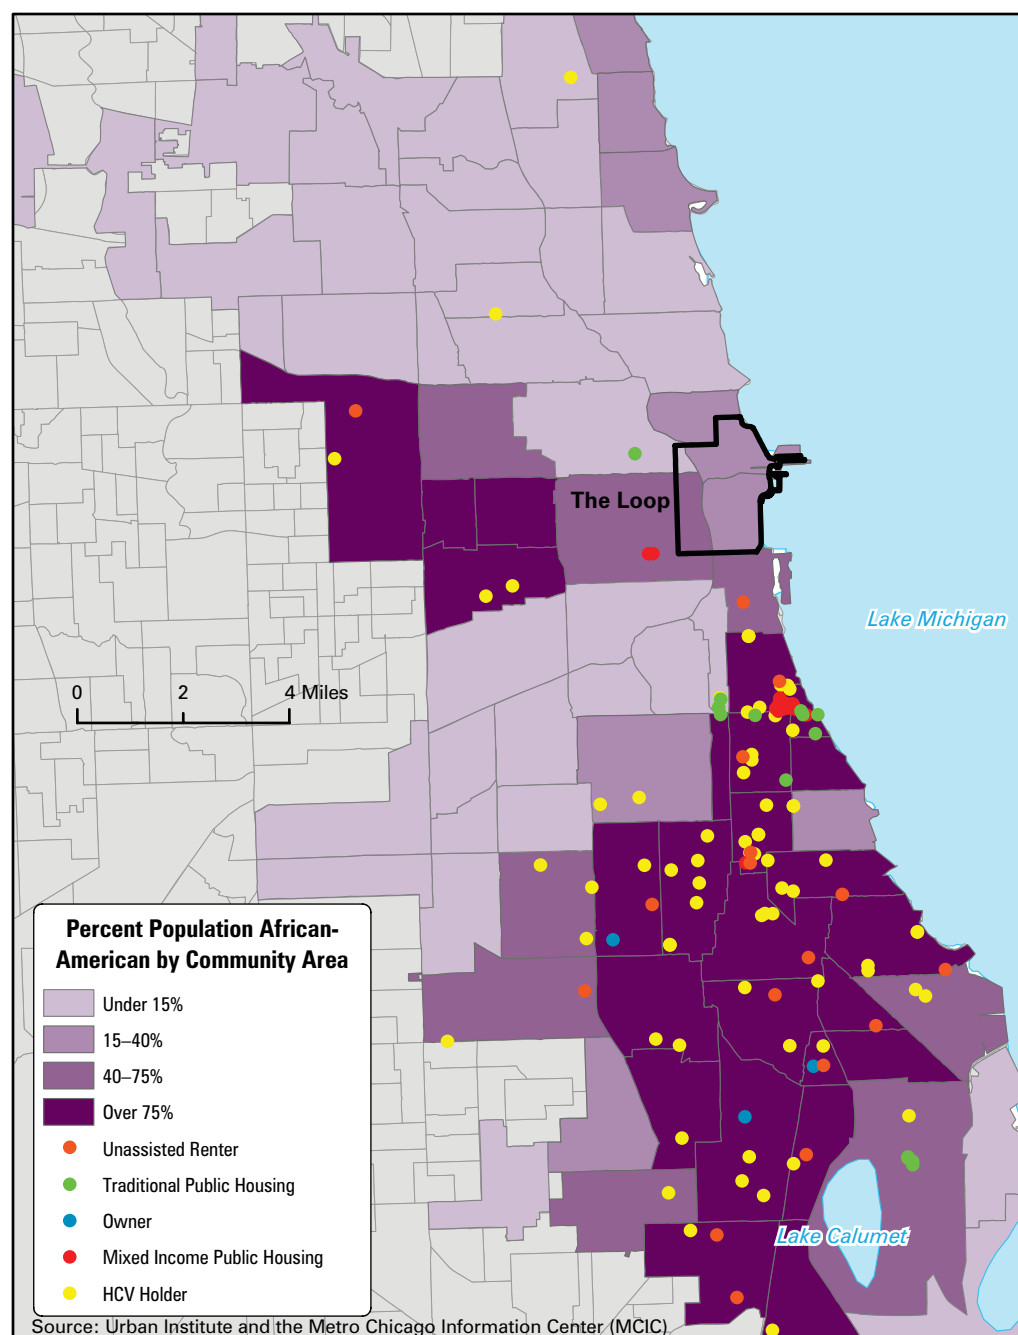 The Loop
Lake Michigan
0 2 4 Miles
Percent Population African-
American by Community Area
Under 15%
15–40%
40–75%
Over 75%
Unassisted Renter
Traditional Public Housing
Owner
Mixed Income Public Housing
HCV Holder
Lake Calumet
Source: Urban Institute and the Metro Chicago Information Center (MCIC)